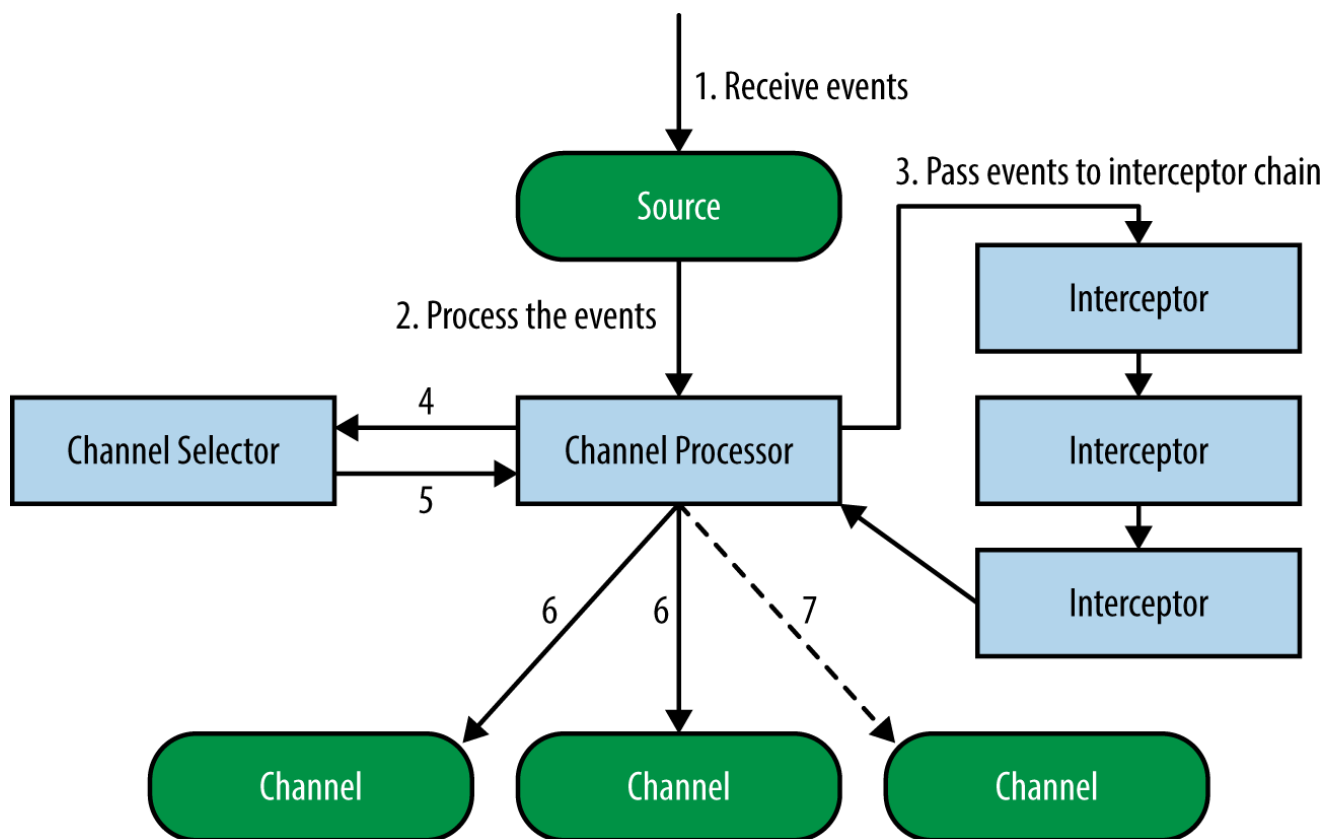 1. Receive events
Source
3. Pass events to interceptor chain
Interceptor
2. Process the events
4
Channel Selector
Channel Processor
Interceptor
5
Interceptor
6
6
7
Channel
Channel
Channel